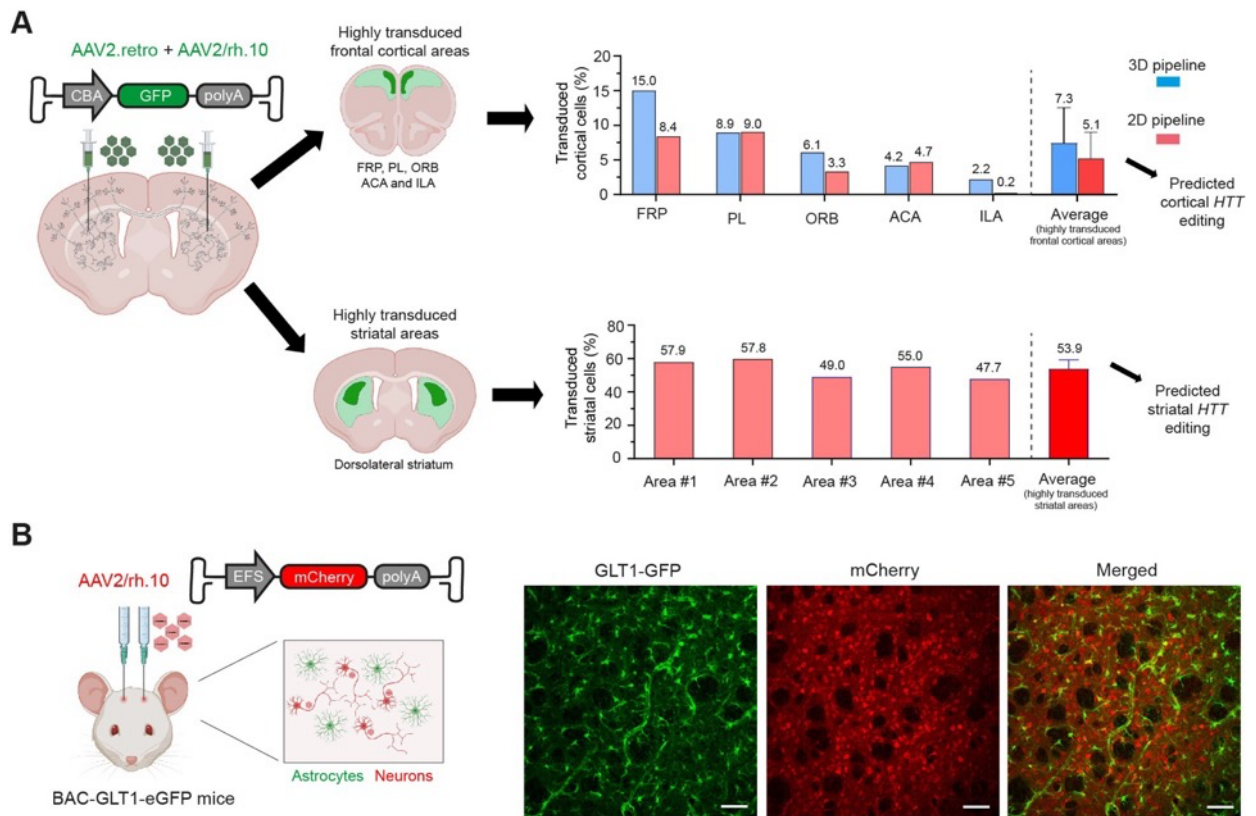 A
AAV2.retro + AAV2/rh.10
CBA
GFP
polyA
Highly transduced
frontal cortical areas
FRP, PL, ORB
ACA and ILA
Transduced
cortical cells (%)
20
15
10
5
0
15.0
8.4
8.9
9.0
6.1
3.3
4.2
4.7
2.2
0.2
7.3
5.1
FRP
PL
ORB
ACA
ILA
Average
(highly transduced
frontal cortical areas)
3D pipeline
2D pipeline
Predicted
cortical HTT
editing
Highly transduced
striatal areas
Dorsolateral striatum
Transduced
striatal cells (%)
80
60
40
20
0
57.9
57.8
49.0
55.0
47.7
53.9
Area #1
Area #2
Area #3
Area #4
Area #5
Average
(highly transduced
striatal areas)
Predicted
striatal HTT
editing
B
AAV2/rh.10
EFS
mCherry
polyA
Astrocytes Neurons
BAC-GLT1-eGFP mice
GLT1-GFP
mCherry
Merged